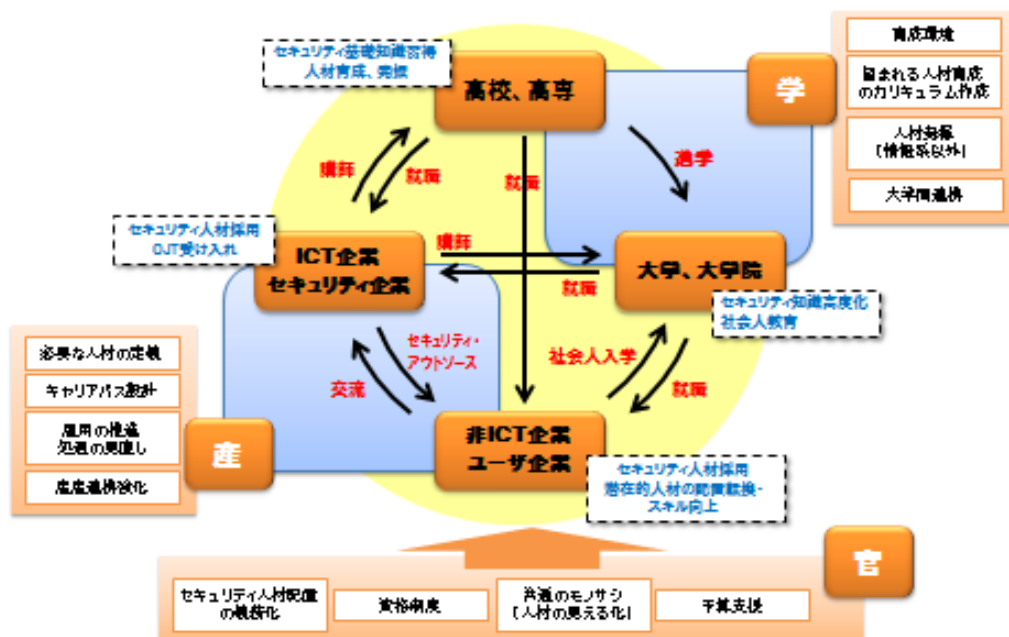 セキュリティ基礎知識習得
人材育成、発掘
高校、高専
学
育成環境
望まれる人材育成
のカリキュラム作成
人材発掘
(情報系以外)
大学間連携
講師
就職
就職
進学
セキュリティ人材採用
OJT受け入れ
ICT企業
セキュリティ企業
講師
就職
大学、大学院
セキュリティ知識高度化
社会人教育
必要な人材の定義
キャリアパス設計
雇用の推進
処遇の見直し
産産連携強化
産
セキュリティ・
アウトソース
交流
社会人入学
就職
非ICT企業
ユーザ企業
セキュリティ人材採用
潜在的人材の配置転換・
スキル向上
官
セキュリティ人材配置
の義務化
資格制度
共通のモノサシ
(人材の見える化)
予算支援